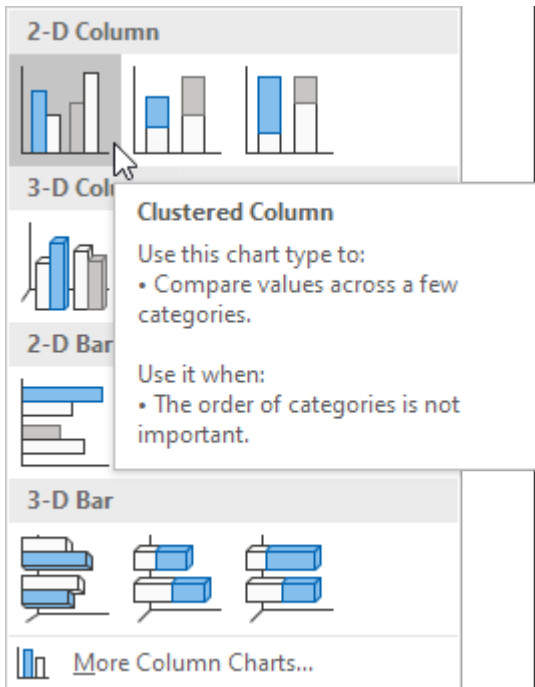 2-D Column
3-D Col
Clustered Column
Use this chart type to:
• Compare values across a few
categories.
Use it when:
• The order of categories is not
important.
2-D Bar
3-D Bar
More Column Charts...